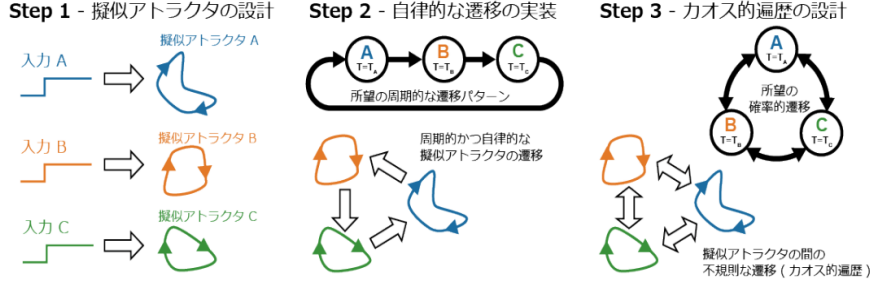 Step 1 - 擬似アトラクタの設計
入力 A
擬似アトラクタ A
入力 B
擬似アトラクタ B
入力 C
擬似アトラクタ C
Step 2 - 自律的な遷移の実装
A
T=TA
B
T=TB
C
T=TC
所望の周期的な遷移パターン
周期的かつ自律的な
擬似アトラクタの遷移
Step 3 - カオス的遍歴の設計
A
T=TA
所望の
確率的遷移
B
T=TB
C
T=TC
擬似アトラクタの間の
不規則な遷移 ( カオス的遍歴 )